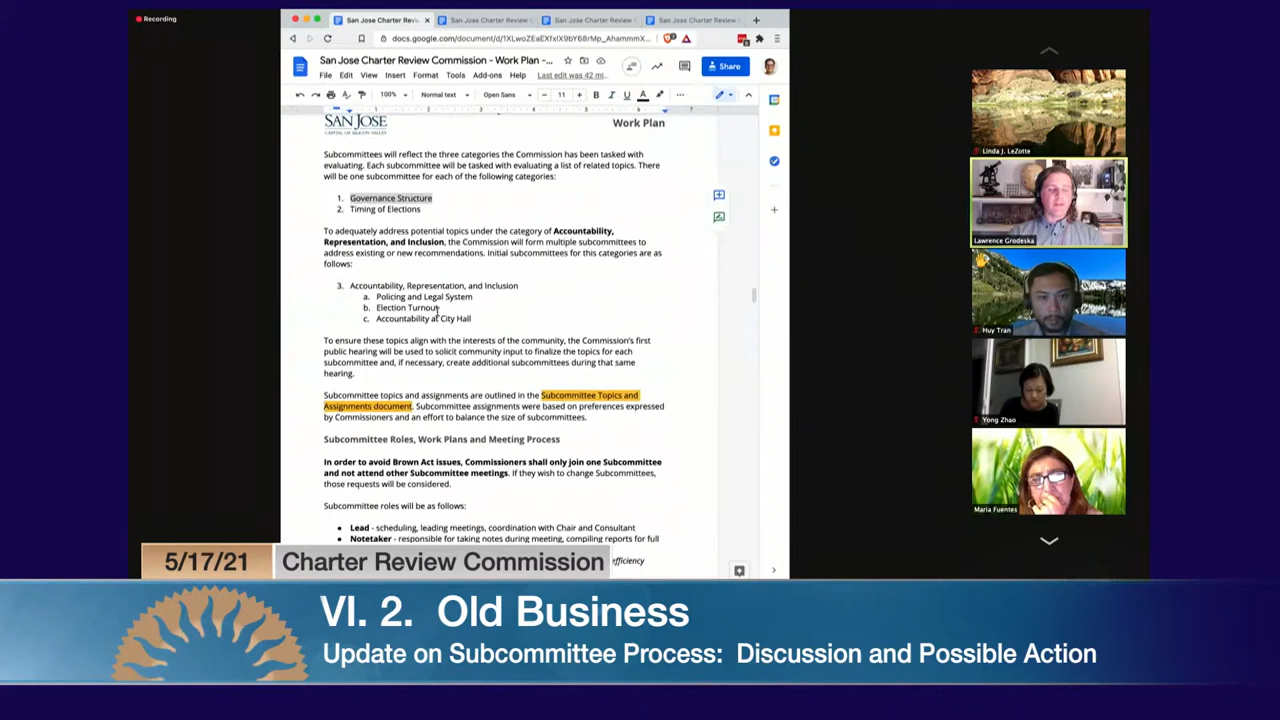 Recording
San Jose Charter Revi
San Jose Charter Review
San Jose Charter Review
San Jose Charter Review
docs.google.com/document/d/1XLwoZEaEXfxIX9bY68rMp_AhammmX...
San Jose Charter Review Commission - Work Plan -...
File Edit View Insert Format Tools Add-ons Help Last edit was 42 mi...
Share
100% Normal text Open Sans 11 B I U A
SAN JOSE
CAPITAL OF SILICON VALLEY
Work Plan
Subcommittees will reflect the three categories the Commission has been tasked with
evaluating. Each subcommittee will be tasked with evaluating a list of related topics. There
will be one subcommittee for each of the following categories:
1. Governance Structure
2. Timing of Elections
To adequately address potential topics under the category of Accountability,
Representation, and Inclusion, the Commission will form multiple subcommittees to
address existing or new recommendations. Initial subcommittees for this categories are as
follows:
3. Accountability, Representation, and Inclusion
a. Policing and Legal System
b. Election Turnout
c. Accountability at City Hall
To ensure these topics align with the interests of the community, the Commission's first
public hearing will be used to solicit community input to finalize the topics for each
subcommittee and, if necessary, create additional subcommittees during that same
hearing.
Subcommittee topics and assignments are outlined in the Subcommittee Topics and
Assignments document. Subcommittee assignments were based on preferences expressed
by Commissioners and an effort to balance the size of subcommittees.
Subcommittee Roles, Work Plans and Meeting Process
In order to avoid Brown Act issues, Commissioners shall only join one Subcommittee
and not attend other Subcommittee meetings. If they wish to change Subcommittees,
those requests will be considered.
Subcommittee roles will be as follows:
● Lead - scheduling, leading meetings, coordination with Chair and Consultant
● Notetaker - responsible for taking notes during meeting, compiling reports for full
efficiency
Linda J. LeZotte
Lawrence Grodeska
Huy Tran
Yong Zhao
Maria Fuentes
5/17/21 Charter Review Commission
VI. 2. Old Business
Update on Subcommittee Process: Discussion and Possible Action